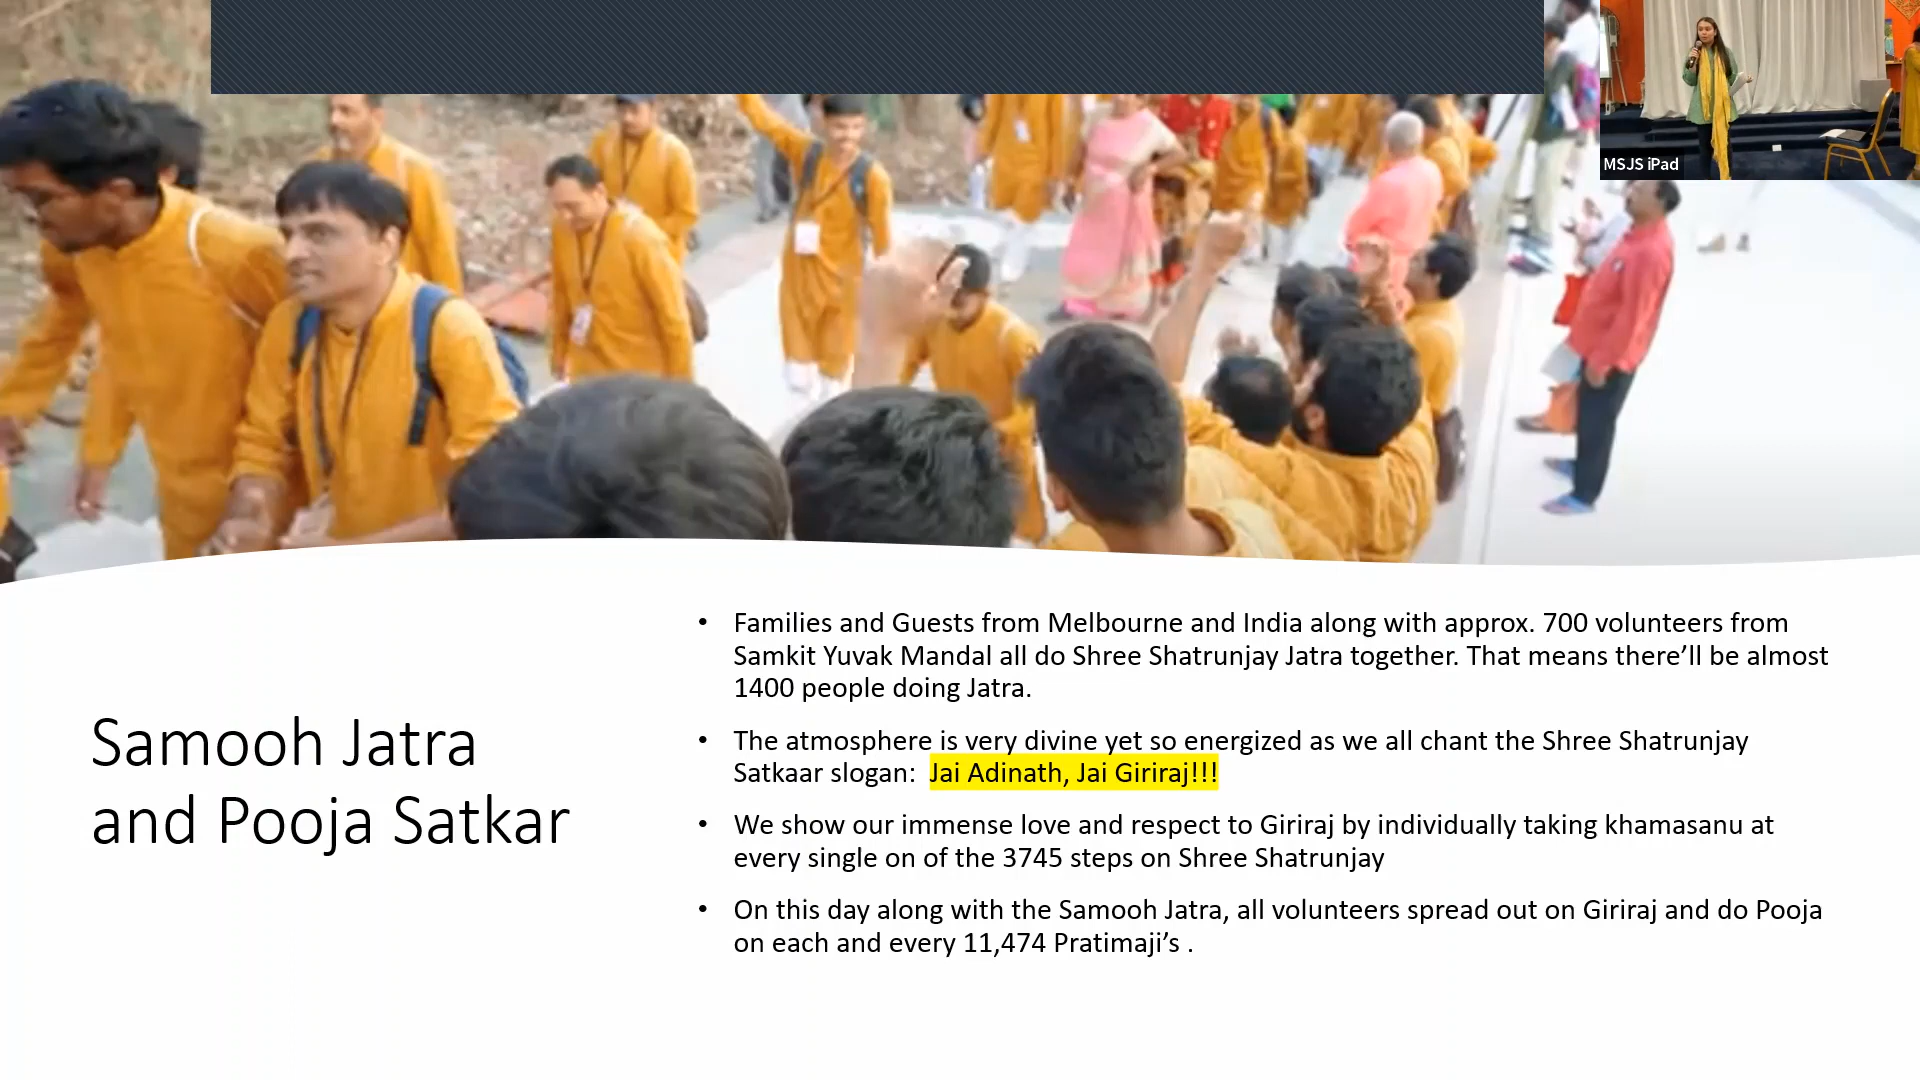 MSJS iPad
Samooh Jatra
and Pooja Satkar
• Families and Guests from Melbourne and India along with approx. 700 volunteers from
Samkit Yuvak Mandal all do Shree Shatrunjay Jatra together. That means there’ll be almost
1400 people doing Jatra.
• The atmosphere is very divine yet so energized as we all chant the Shree Shatrunjay
Satkaar slogan:  Jai Adinath, Jai Giriraj!!!
• We show our immense love and respect to Giriraj by individually taking khamasanu at
every single on of the 3745 steps on Shree Shatrunjay
• On this day along with the Samooh Jatra, all volunteers spread out on Giriraj and do Pooja
on each and every 11,474 Pratimaji’s .